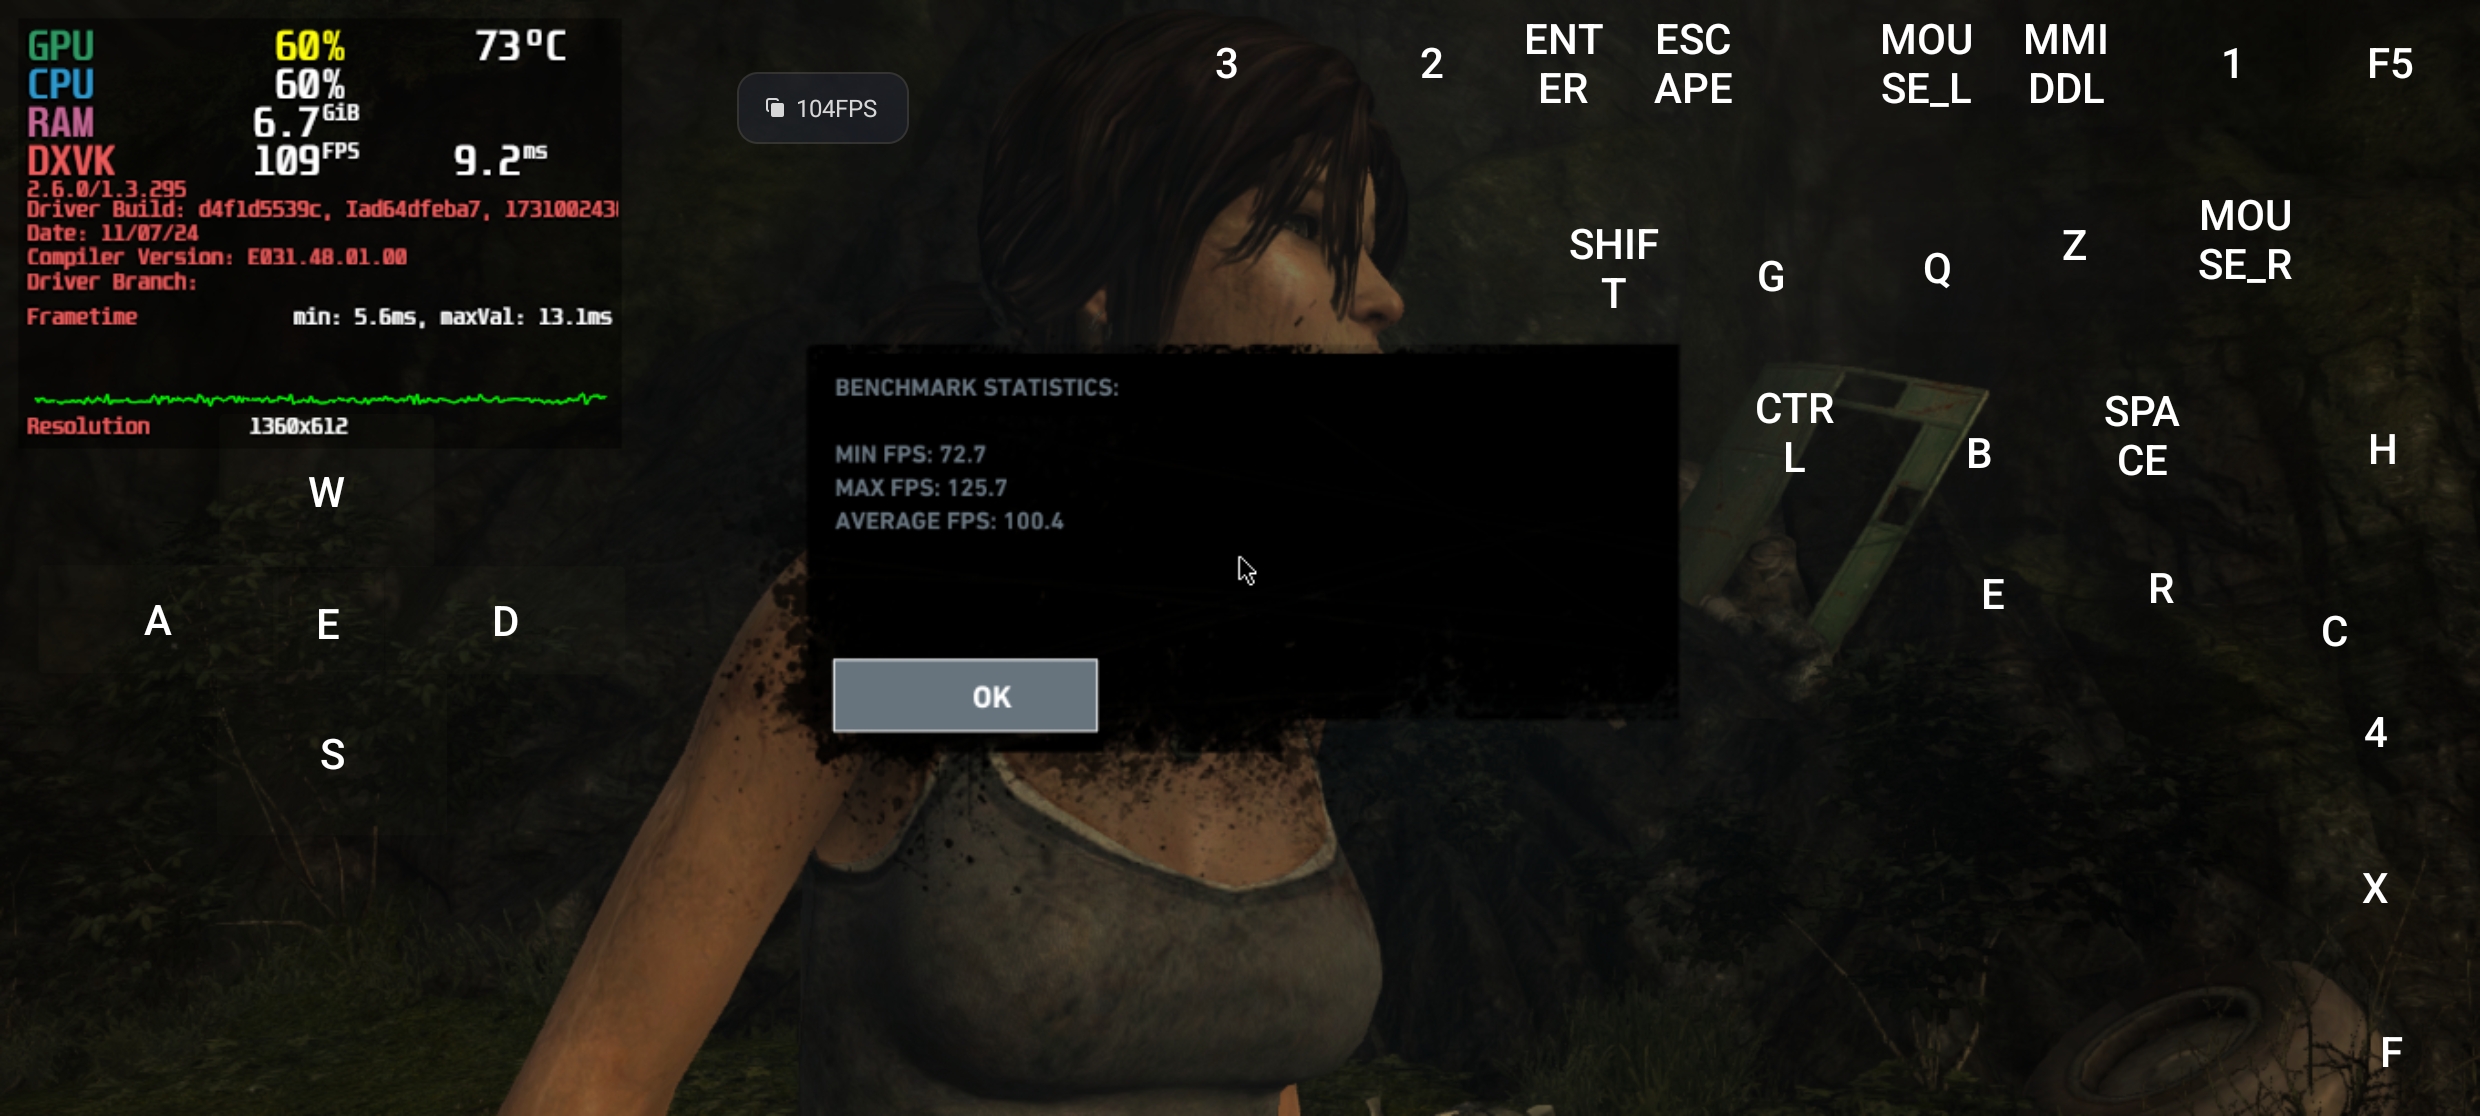 GPU 60% 73°C
CPU 60%
RAM 6.7GiB
DXVK 109FPS 9.2ms
2.6.0/1.3.295
Driver Build: d4f1d5539c, Iad64dfeba7, 173100243
Date: 11/07/24
Compiler Version: E031.48.01.00
Driver Branch:
Frametime min: 5.6ms, maxVal: 13.1ms
Resolution 1360x612
104FPS
3
2
ENT
ER
ESC
APE
MOU
SE_L
MMI
DDL
1
F5
SHIF
T
G
Q
Z
MOU
SE_R
BENCHMARK STATISTICS:
MIN FPS: 72.7
MAX FPS: 125.7
AVERAGE FPS: 100.4
OK
CTR
L
B
SPA
CE
H
W
A
E
D
S
E
R
C
4
X
F